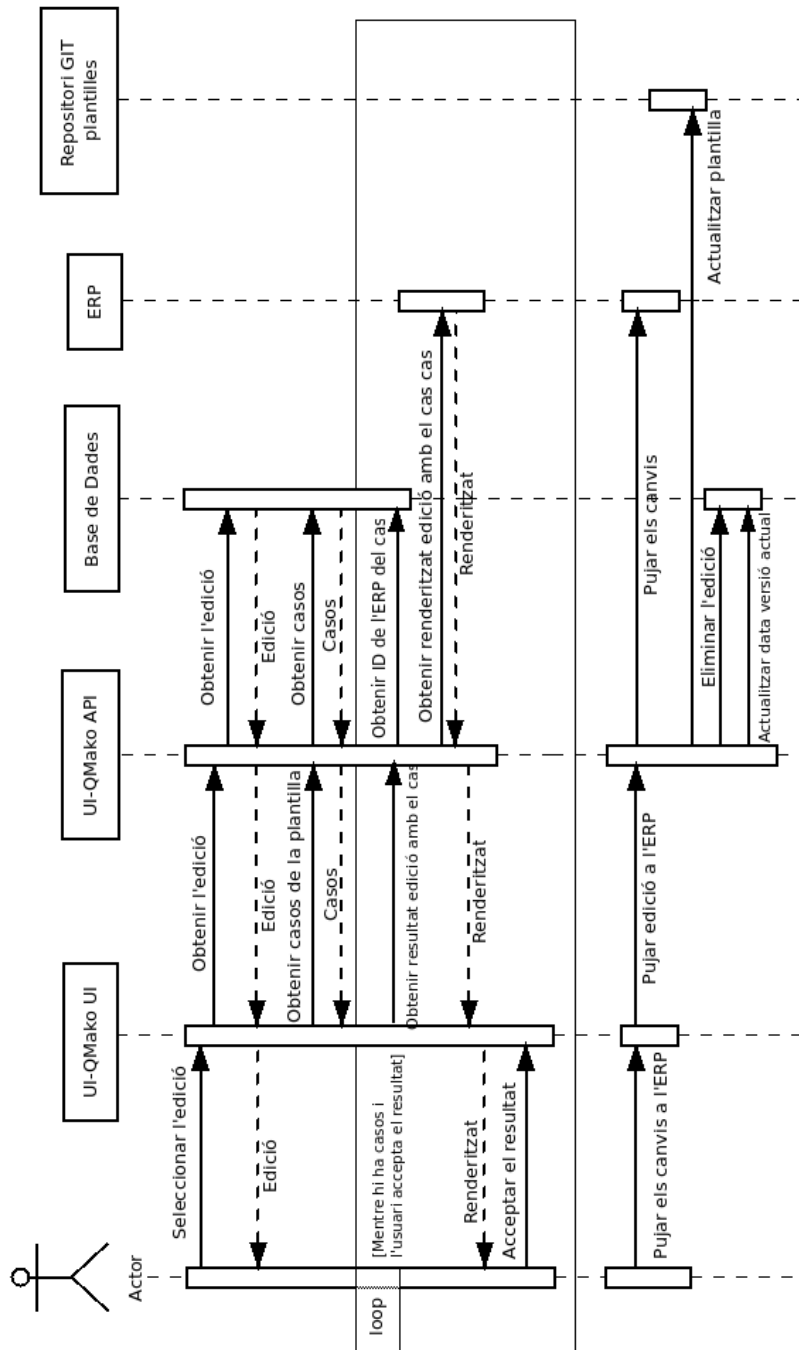 Actor
UI-QMako UI
UI-QMako API
Base de Dades
ERP
Repositori GIT
plantilles
Seleccionar l'edició
Obtenir l'edició
Obtenir l'edició
Edició
Edició
Edició
Obtenir casos de la plantilla
Obtenir casos
Casos
Casos
loop
[Mentre hi ha casos i
l'usuari accepta el resultat]
Obtenir resultat edició amb el cas
Obtenir ID de l'ERP del cas
Obtenir renderitzat edició amb el cas cas
Renderitzat
Renderitzat
Renderitzat
Acceptar el resultat
Pujar els canvis a l'ERP
Pujar edició a l'ERP
Pujar els canvis
Actualitzar plantilla
Eliminar l'edició
Actualitzar data versió actual